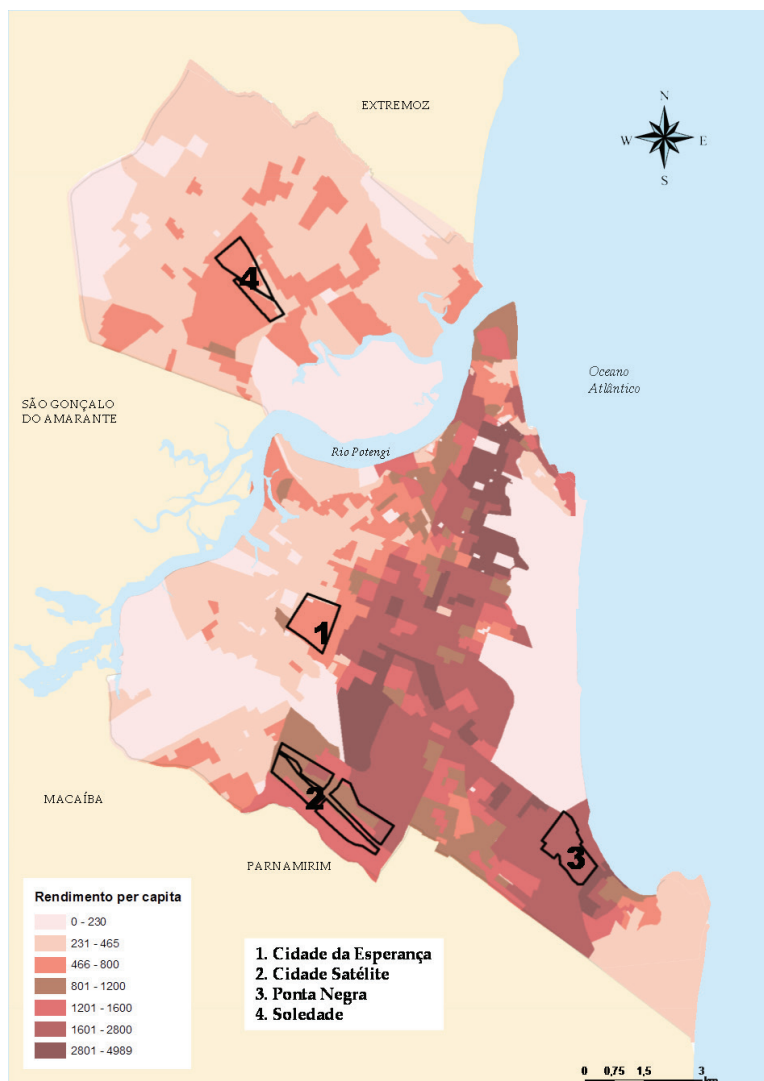 EXTREMOZ
N
W E
S
4
Oceano
Atlântico
SÃO GONÇALO
DO AMARANTE
Rio Potengi
1
2
MACAÍBA
3
PARNAMIRIM
Rendimento per capita
0 - 230
231 - 465
466 - 800
801 - 1200
1201 - 1600
1601 - 2800
2801 - 4989
1. Cidade da Esperança
2. Cidade Satélite
3. Ponta Negra
4. Soledade
0 0,75 1,5 3
km